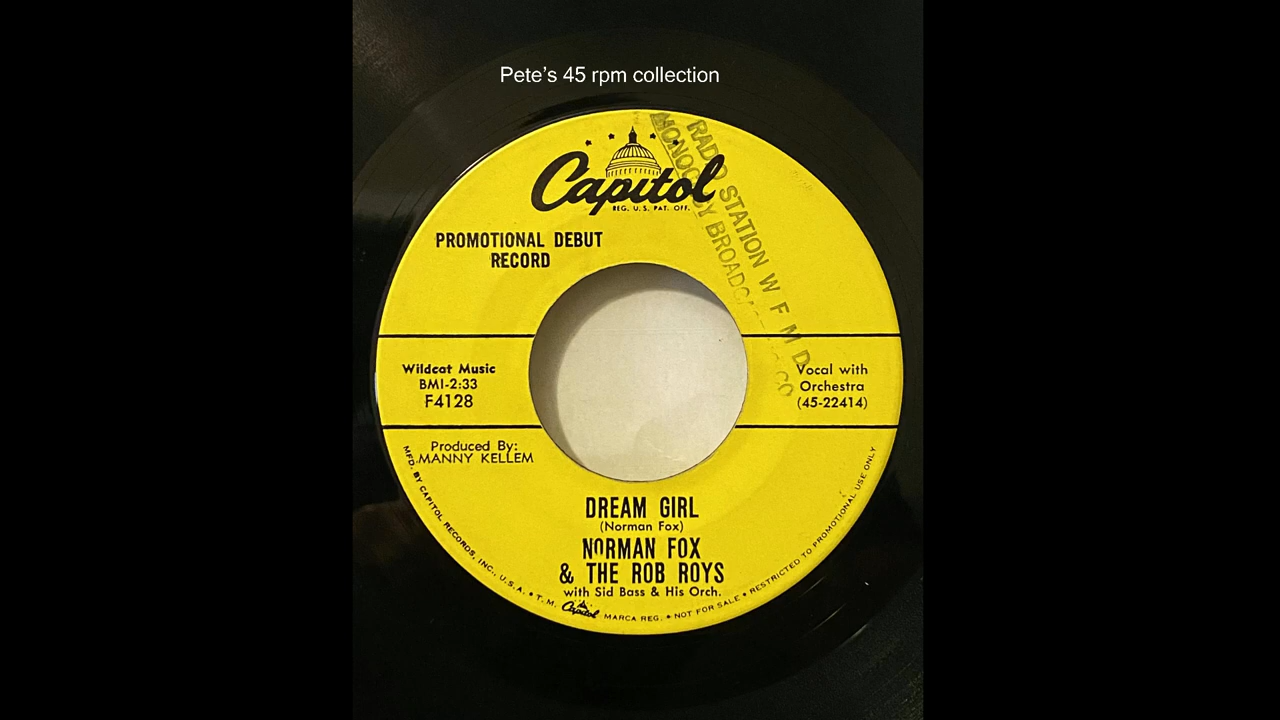 Pete's 45 rpm collection
Capitol
REG. U.S. PAT. OFF.
RADIO STATION W F M D
MONOCACY BROADCA
CO
PROMOTIONAL DEBUT
RECORD
Wildcat Music
BMI-2:33
F4128
Vocal with
Orchestra
(45-22414)
Produced By:
MANNY KELLEM
DREAM GIRL
(Norman Fox)
NORMAN FOX
& THE ROB ROYS
with Sid Bass & His Orch.
MFD. BY CAPITOL RECORDS, INC., U.S.A. • T.M. Capitol MARCA REG. • NOT FOR SALE • RESTRICTED TO PROMOTIONAL USE ONLY